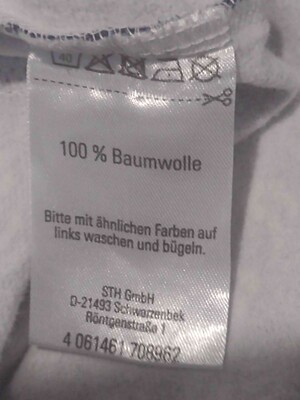 40
100 % Baumwolle
Bitte mit ähnlichen Farben auf
links waschen und bügeln.
STH GmbH
D-21493 Schwarzenbek
Röntgenstraße 1
4 061461 708962